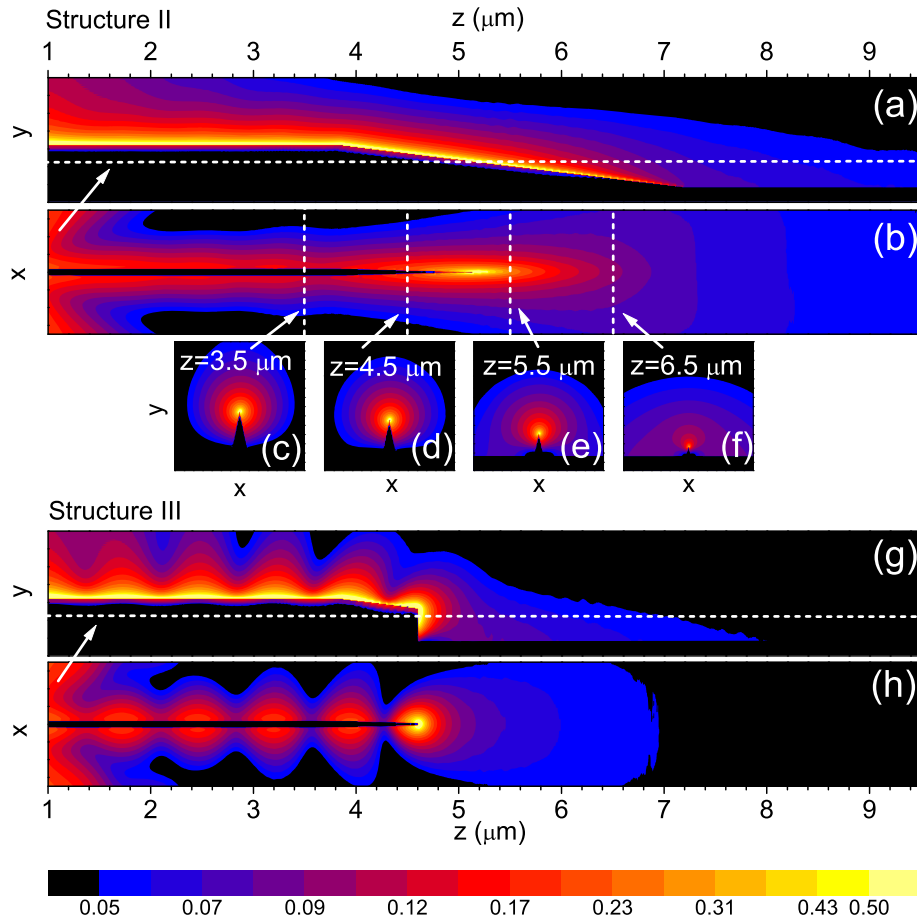 Structure II
z (μm)
1 2 3 4 5 6 7 8 9
y
(a)
x
(b)
z=3.5 μm
z=4.5 μm
z=5.5 μm
z=6.5 μm
y
(c)
(d)
(e)
(f)
x
x
x
x
Structure III
y
(g)
x
(h)
1 2 3 4 5 6 7 8 9
z (μm)
0.05 0.07 0.09 0.12 0.17 0.23 0.31 0.43 0.50